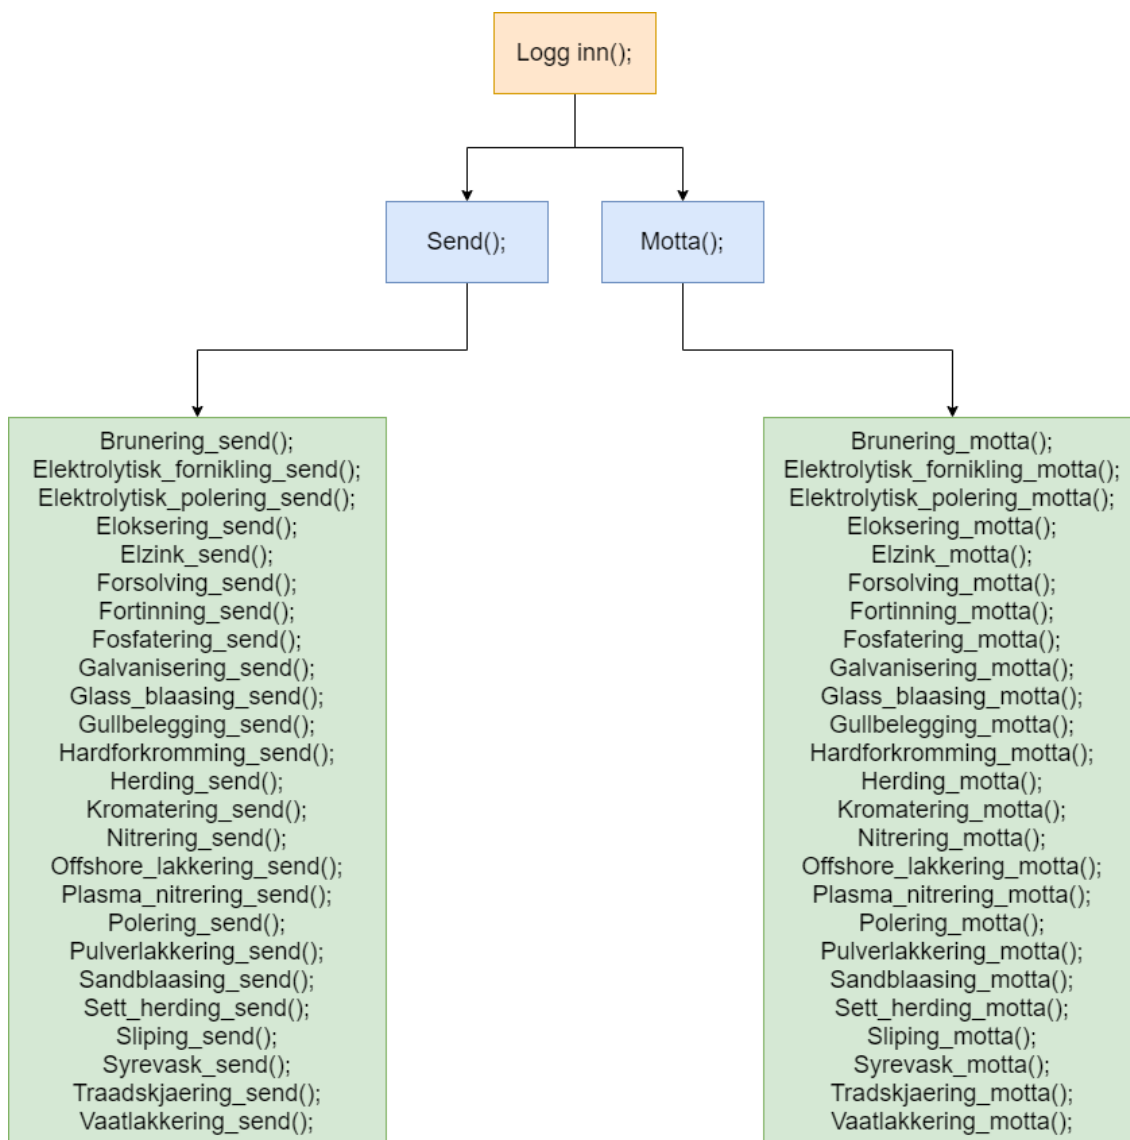 Logg inn();
Send();
Motta();
Brunering_send();
Elektrolytisk_fornikling_send();
Elektrolytisk_polering_send();
Eloksering_send();
Elzink_send();
Forsolving_send();
Fortinning_send();
Fosfatering_send();
Galvanisering_send();
Glass_blaasing_send();
Gullbelegging_send();
Hardforkromming_send();
Herding_send();
Kromatering_send();
Nitrering_send();
Offshore_lakkering_send();
Plasma_nitrering_send();
Polering_send();
Pulverlakkering_send();
Sandblaasing_send();
Sett_herding_send();
Sliping_send();
Syrevask_send();
Traadskjaering_send();
Vaatlakkering_send();
Brunering_motta();
Elektrolytisk_fornikling_motta();
Elektrolytisk_polering_motta();
Eloksering_motta();
Elzink_motta();
Forsolving_motta();
Fortinning_motta();
Fosfatering_motta();
Galvanisering_motta();
Glass_blaasing_motta();
Gullbelegging_motta();
Hardforkromming_motta();
Herding_motta();
Kromatering_motta();
Nitrering_motta();
Offshore_lakkering_motta();
Plasma_nitrering_motta();
Polering_motta();
Pulverlakkering_motta();
Sandblaasing_motta();
Sett_herding_motta();
Sliping_motta();
Syrevask_motta();
Tradskjaering_motta();
Vaatlakkering_motta();